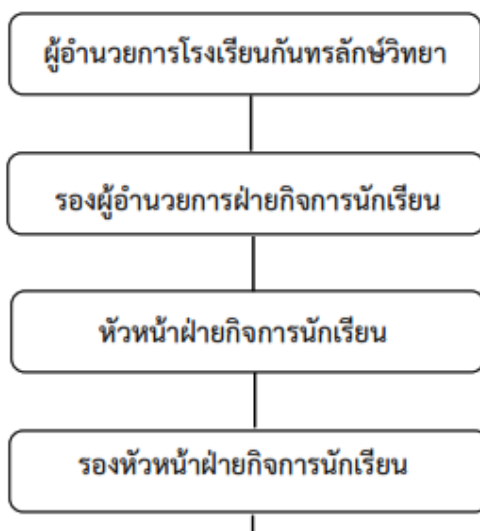 ผู้อำนวยการโรงเรียนกันทรลักษ์วิทยา
รองผู้อำนวยการฝ่ายกิจการนักเรียน
หัวหน้าฝ่ายกิจการนักเรียน
รองหัวหน้าฝ่ายกิจการนักเรียน